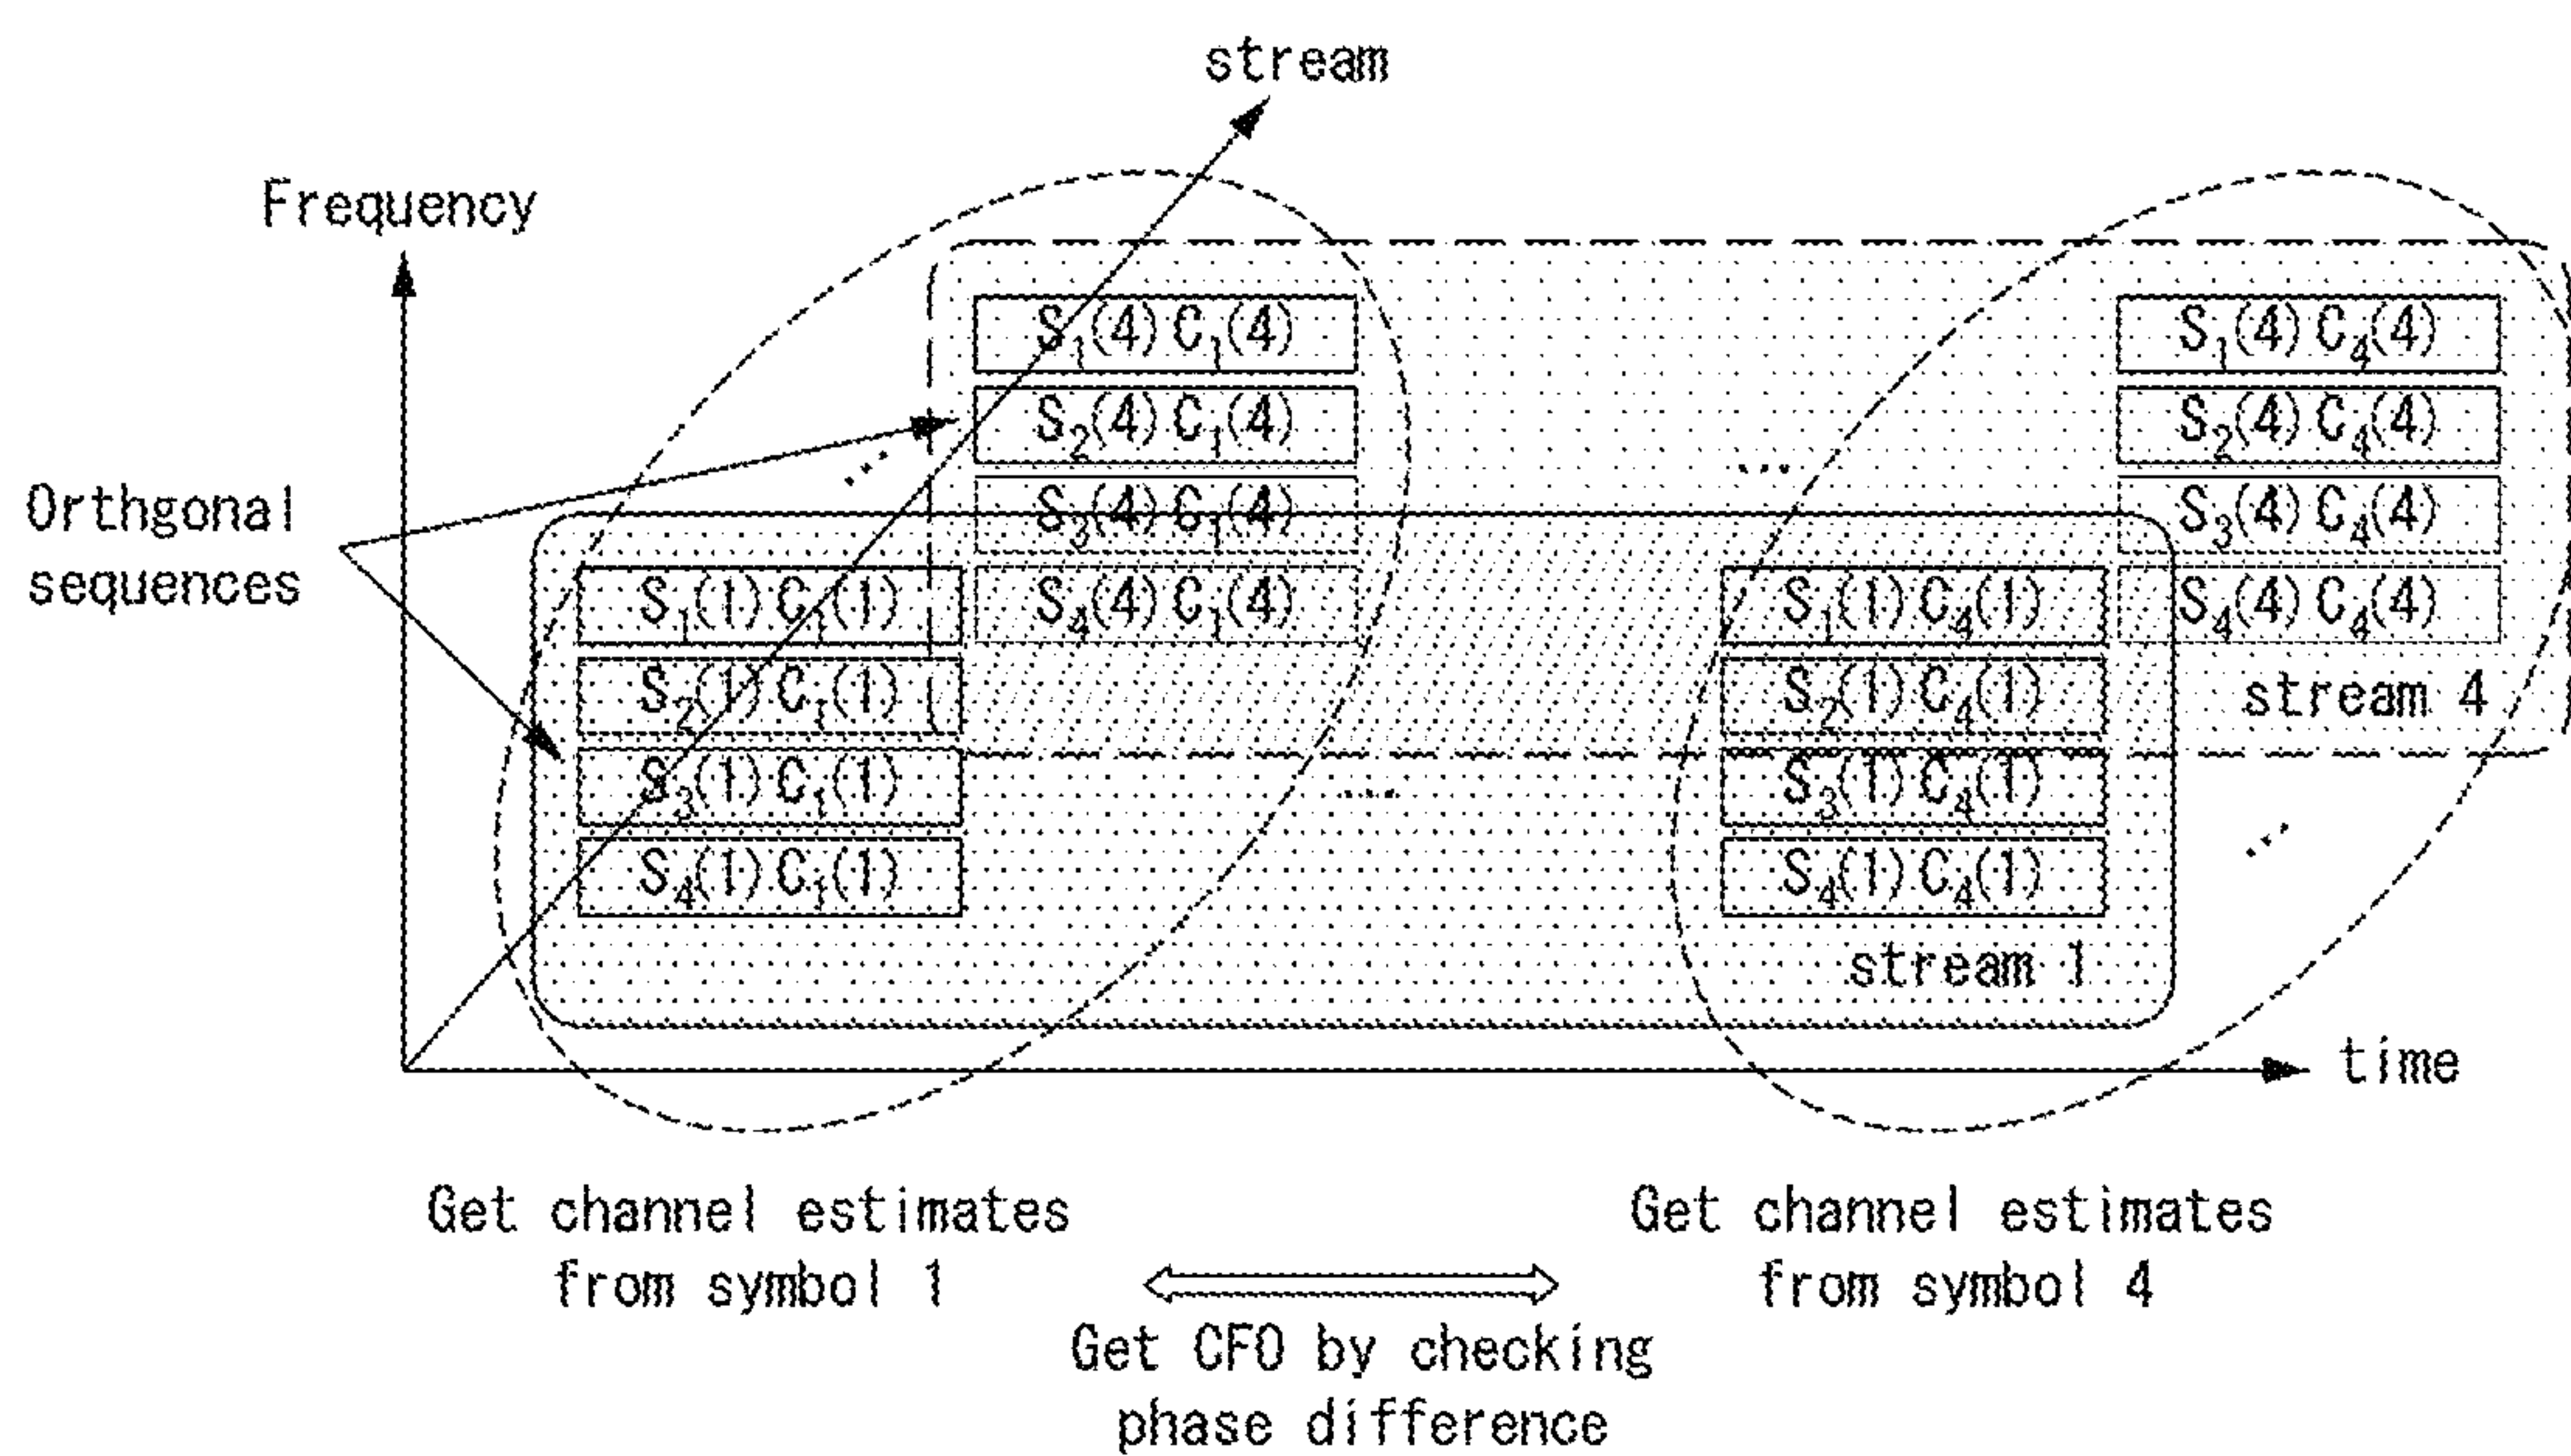 stream
Frequency
S₁(4) C₁(4)
S₂(4) C₁(4)
S₃(4) C₁(4)
S₄(4) C₁(4)
S₁(4) C₄(4)
S₂(4) C₄(4)
S₃(4) C₄(4)
S₄(4) C₄(4)
stream 4
...
...
Orthgonal
sequences
S₁(1) C₁(1)
S₂(1) C₁(1)
S₃(1) C₁(1)
S₄(1) C₁(1)
...
S₁(1) C₄(1)
S₂(1) C₄(1)
S₃(1) C₄(1)
S₄(1) C₄(1)
stream 1
...
time
Get channel estimates
from symbol 1
Get channel estimates
from symbol 4
Get CFO by checking
phase difference